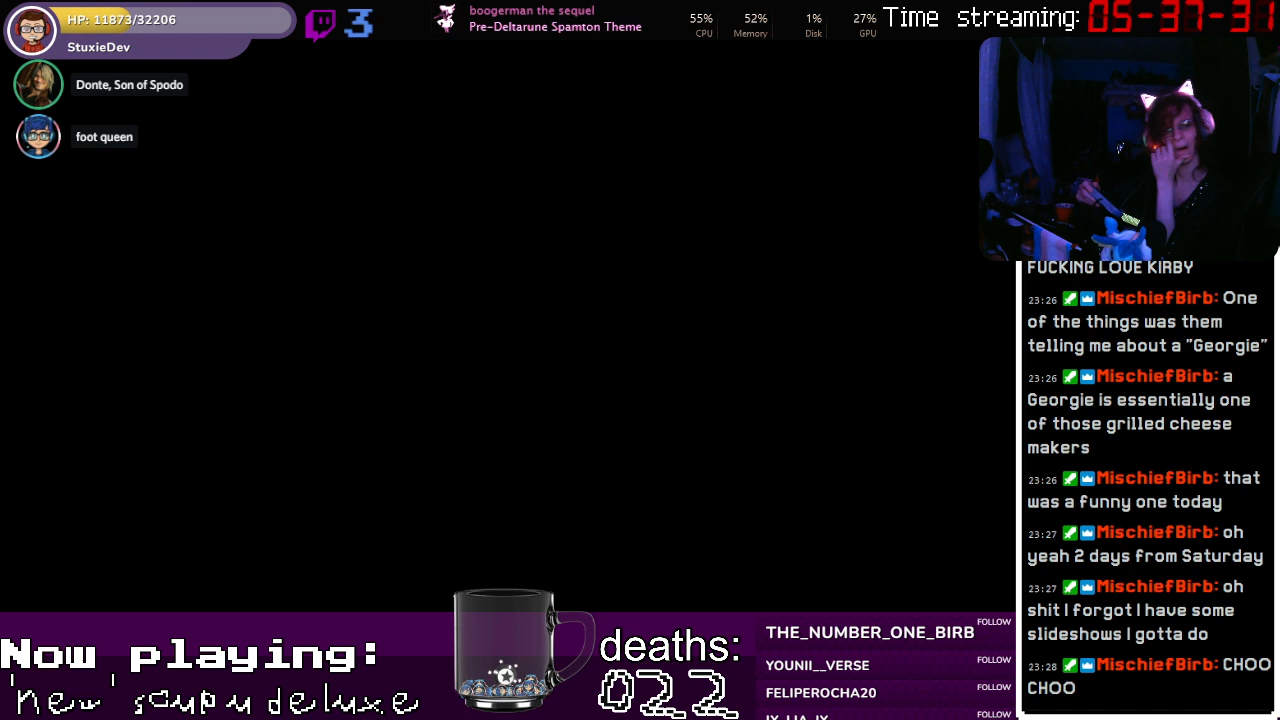 HP: 11873/32206
StuxieDev
3
boogerman the sequel
Pre-Deltarune Spamton Theme
55% 52% 1% 27%
CPU Memory Disk GPU
Time streaming: 05-37-31
Donte, Son of Spodo
foot queen
FUCKING LOVE KIRBY
23:26 MischiefBirb: One
of the things was them
telling me about a "Georgie"
23:26 MischiefBirb: a
Georgie is essentially one
of those grilled cheese
makers
23:26 MischiefBirb: that
was a funny one today
23:27 MischiefBirb: oh
yeah 2 days from Saturday
23:27 MischiefBirb: oh
shit I forgot I have some
slideshows I gotta do
23:28 MischiefBirb: CHOO
CHOO
Now playing:
'new' soup u deluxe
deaths:
022
THE_NUMBER_ONE_BIRB FOLLOW
YOUNII__VERSE FOLLOW
FELIPEROCHA20 FOLLOW
FOLLOW